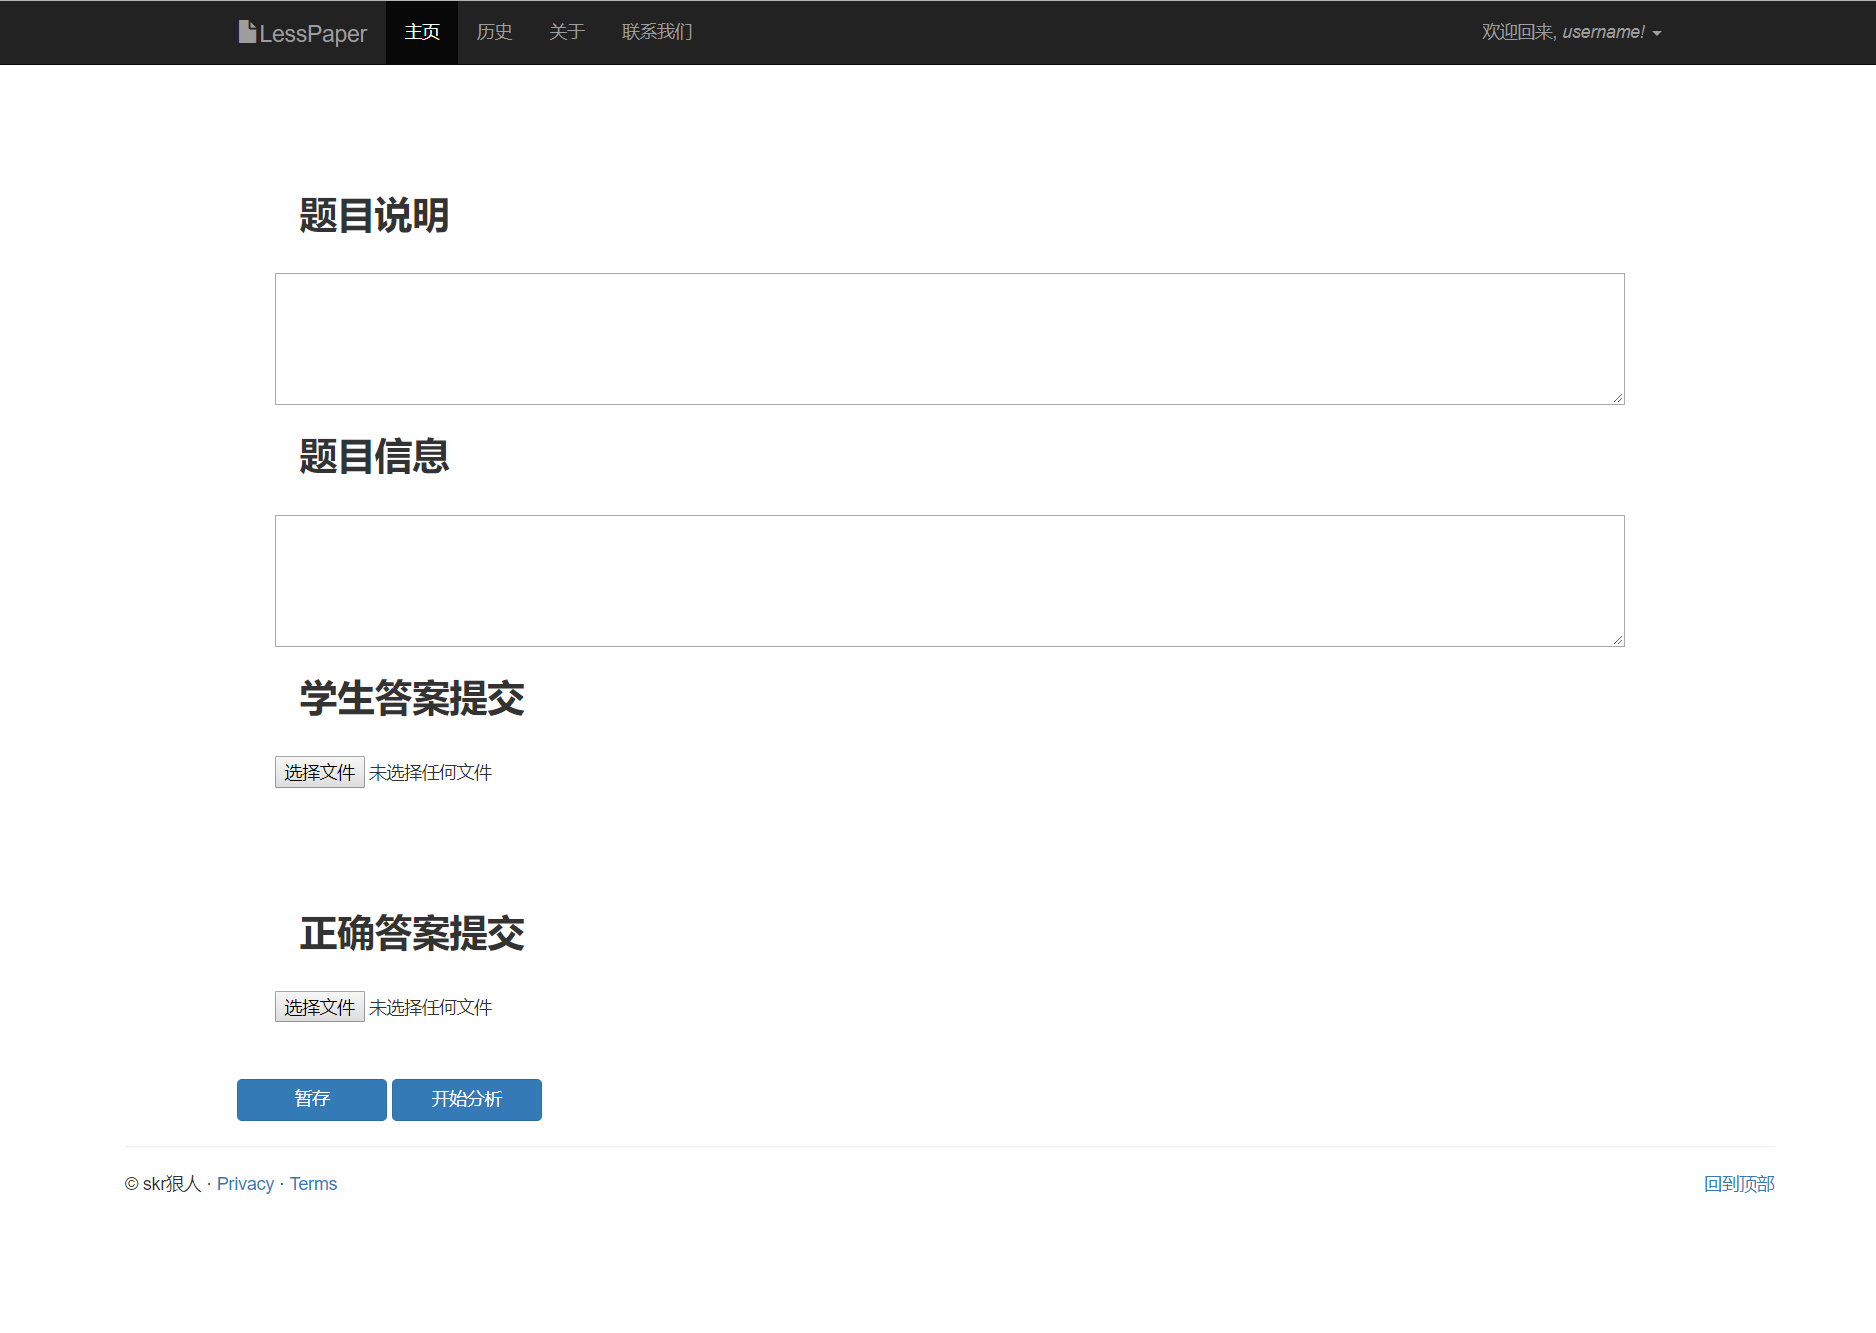 LessPaper 主页 历史 关于 联系我们 欢迎回来, username!
题目说明
题目信息
学生答案提交
选择文件 未选择任何文件
正确答案提交
选择文件 未选择任何文件
暂存 开始分析
© skr狠人 · Privacy · Terms 回到顶部